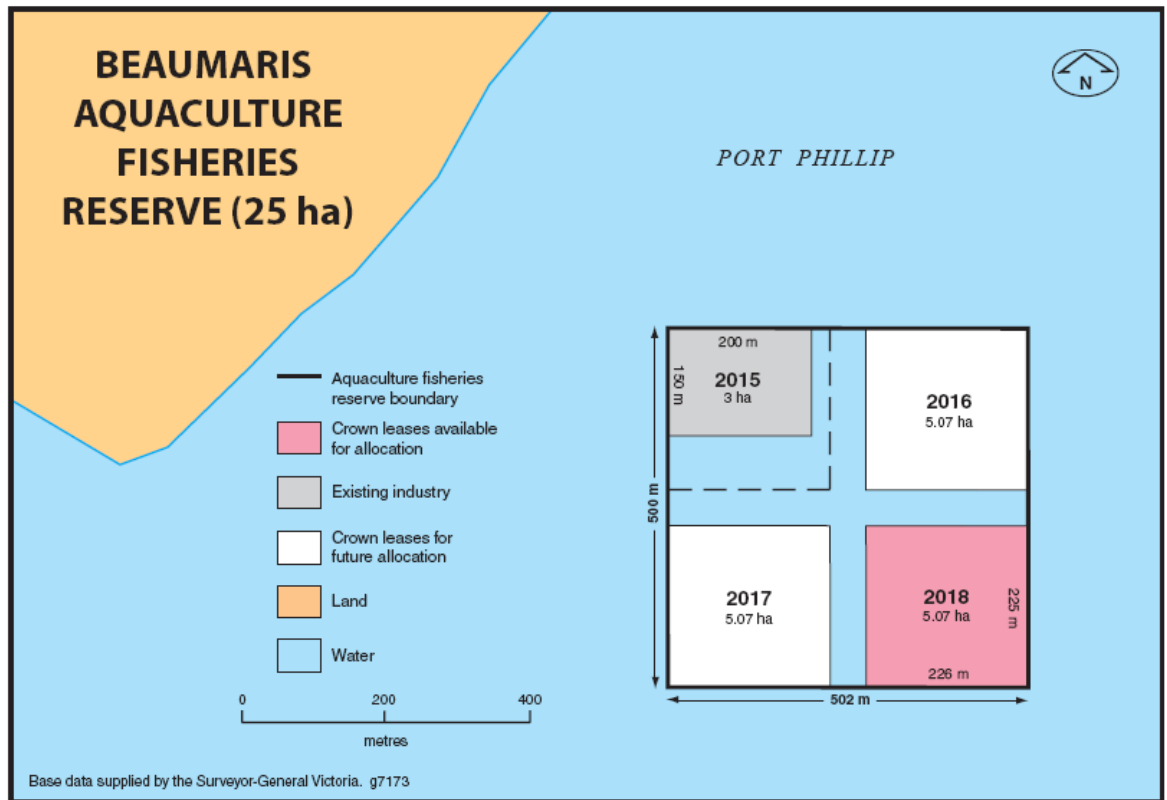 BEAUMARIS
AQUACULTURE
FISHERIES
RESERVE (25 ha)
N
PORT PHILLIP
Aquaculture fisheries
reserve boundary
Crown leases available
for allocation
Existing industry
Crown leases for
future allocation
Land
Water
0 200 400
metres
200 m
150 m
2015
3 ha
2016
5.07 ha
500 m
2017
5.07 ha
2018
5.07 ha
225 m
226 m
502 m
Base data supplied by the Surveyor-General Victoria. g7173